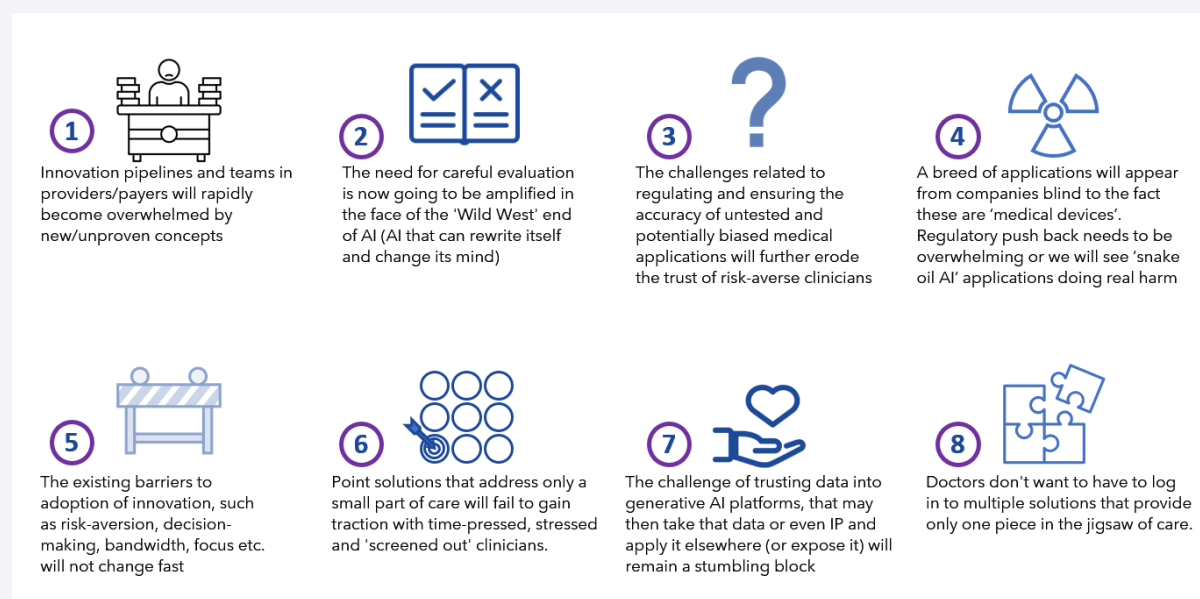 1
Innovation pipelines and teams in
providers/payers will rapidly
become overwhelmed by
new/unproven concepts
2
The need for careful evaluation
is now going to be amplified in
the face of the 'Wild West' end
of AI (AI that can rewrite itself
and change its mind)
3
The challenges related to
regulating and ensuring the
accuracy of untested and
potentially biased medical
applications will further erode
the trust of risk-averse clinicians
4
A breed of applications will appear
from companies blind to the fact
these are ‘medical devices’.
Regulatory push back needs to be
overwhelming or we will see ‘snake
oil AI’ applications doing real harm
5
The existing barriers to
adoption of innovation, such
as risk-aversion, decision-
making, bandwidth, focus etc.
will not change fast
6
Point solutions that address only a
small part of care will fail to gain
traction with time-pressed, stressed
and 'screened out' clinicians.
7
The challenge of trusting data into
generative AI platforms, that may
then take that data or even IP and
apply it elsewhere (or expose it) will
remain a stumbling block
8
Doctors don't want to have to log
in to multiple solutions that provide
only one piece in the jigsaw of care.